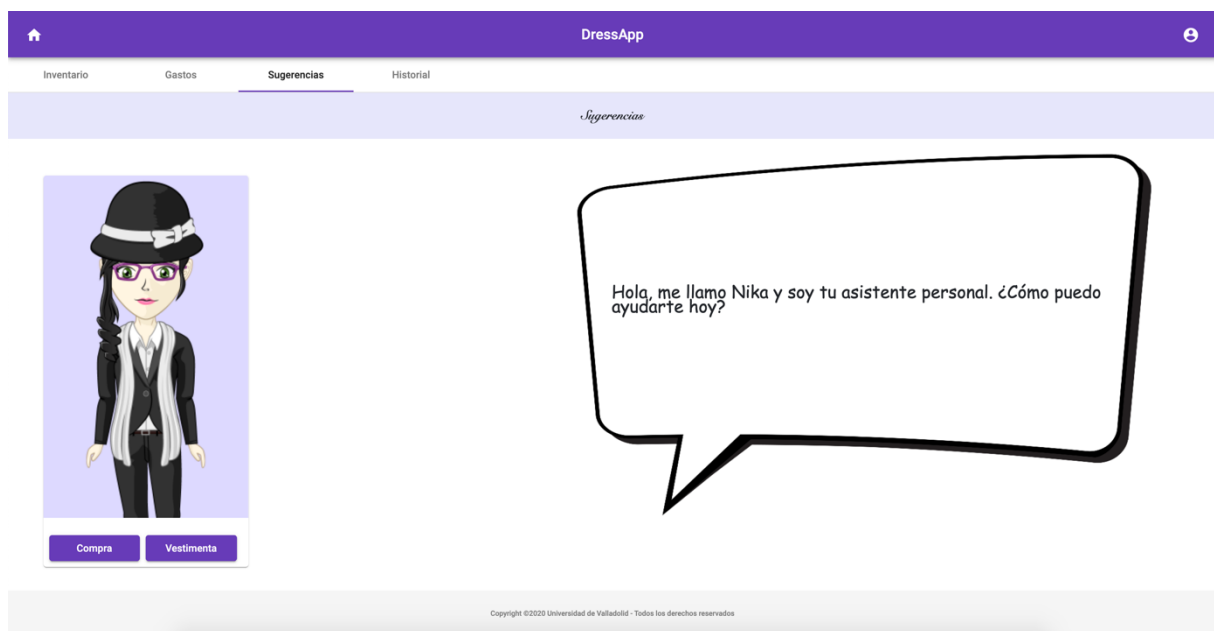 DressApp
Inventario
Gastos
Sugerencias
Historial
Sugerencias
Hola, me llamo Nika y soy tu asistente personal. ¿Cómo puedo
ayudarte hoy?
Compra
Vestimenta
Copyright ©2020 Universidad de Valladolid - Todos los derechos reservados